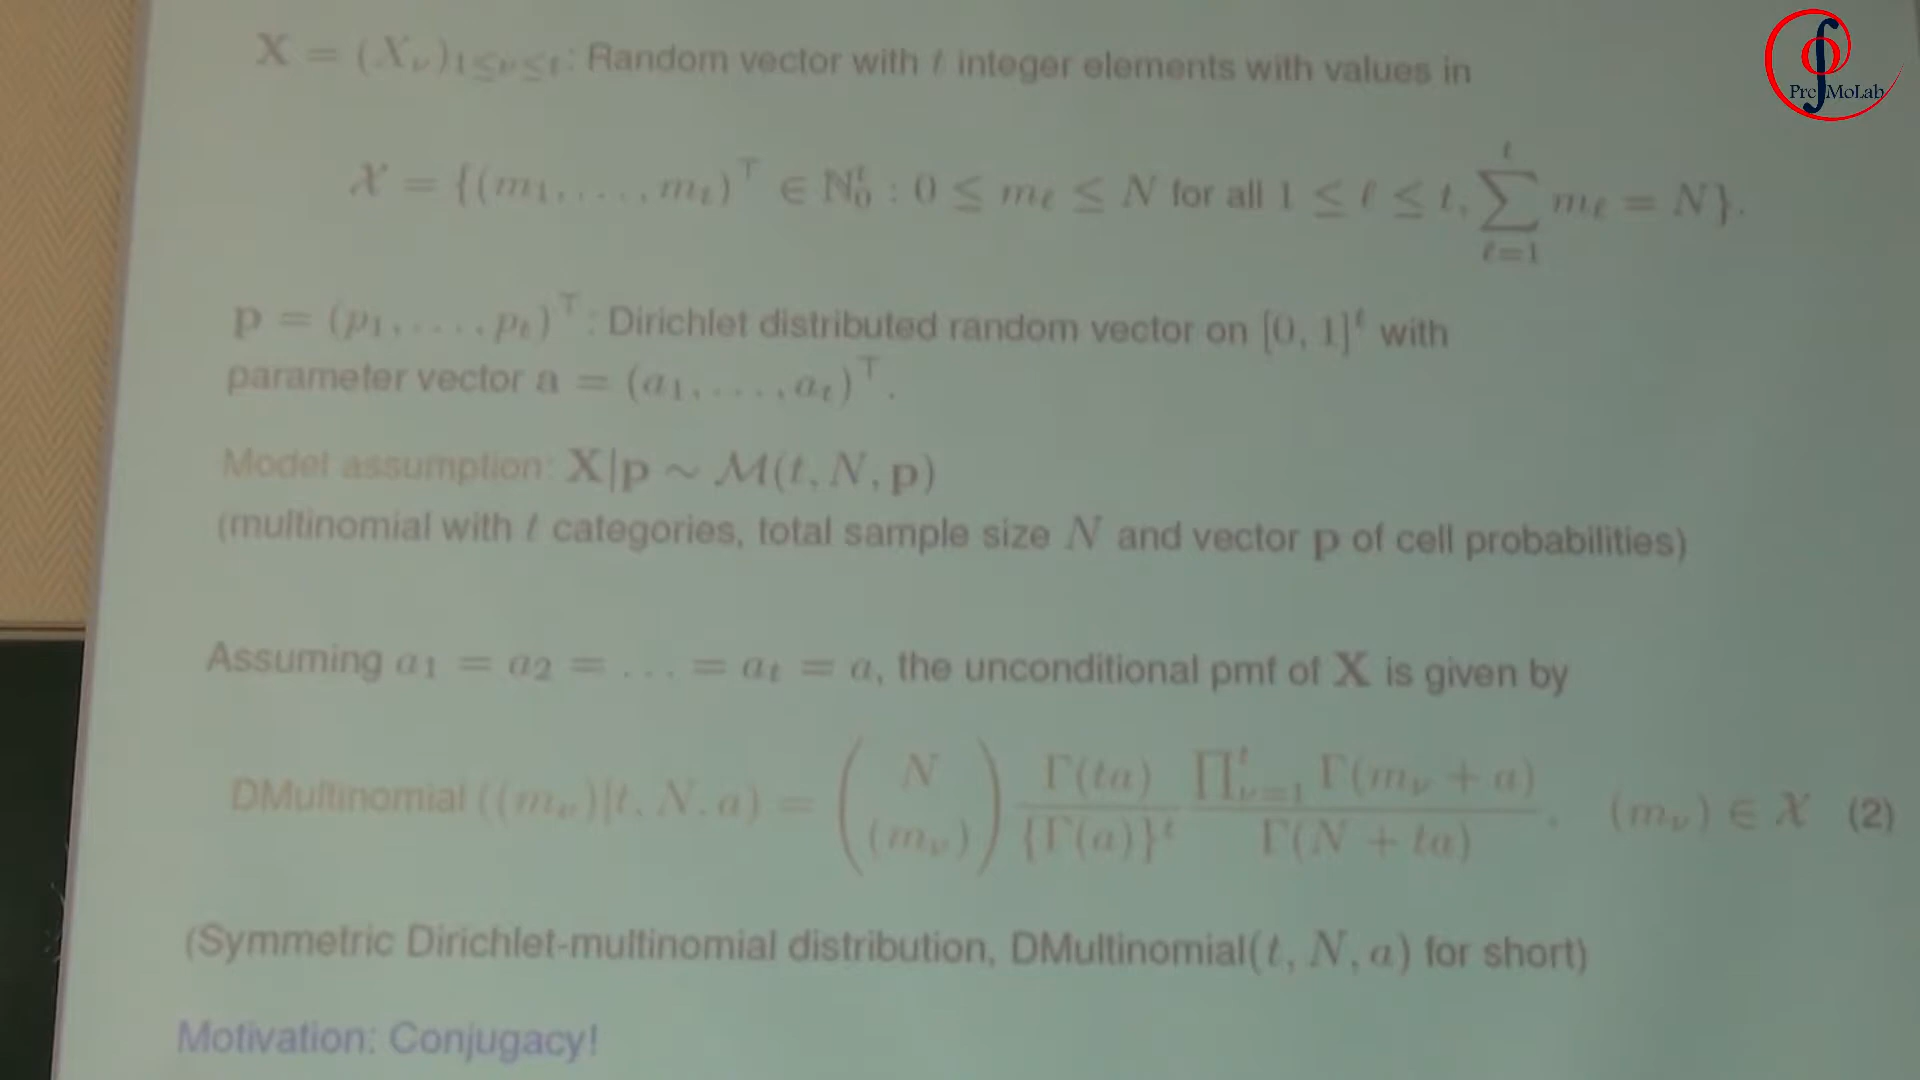 X = (X_ν)_{1≤ν≤t}: Random vector with t integer elements with values in
𝒳 = {(m_1, . . . , m_t)^⊤ ∈ ℕ_0^t : 0 ≤ m_ℓ ≤ N for all 1 ≤ ℓ ≤ t, ∑_{ℓ=1}^{t} m_ℓ = N}.
p = (p_1, . . . , p_t)^⊤: Dirichlet distributed random vector on [0, 1]^t with
parameter vector a = (a_1, . . . , a_t)^⊤.
Model assumption: X|p ∼ ℳ(t, N, p)
(multinomial with t categories, total sample size N and vector p of cell probabilities)
Assuming a_1 = a_2 = . . . = a_t = a, the unconditional pmf of X is given by
DMultinomial ((m_ν)|t, N, a) = \binom{N}{(m_ν)} \frac{Γ(ta)}{\{Γ(a)\}^t} \frac{∏_{ν=1}^{t} Γ(m_ν + a)}{Γ(N + ta)}, (m_ν) ∈ 𝒳 (2)
(Symmetric Dirichlet-multinomial distribution, DMultinomial(t, N, a) for short)
Motivation: Conjugacy!
PreMoLab